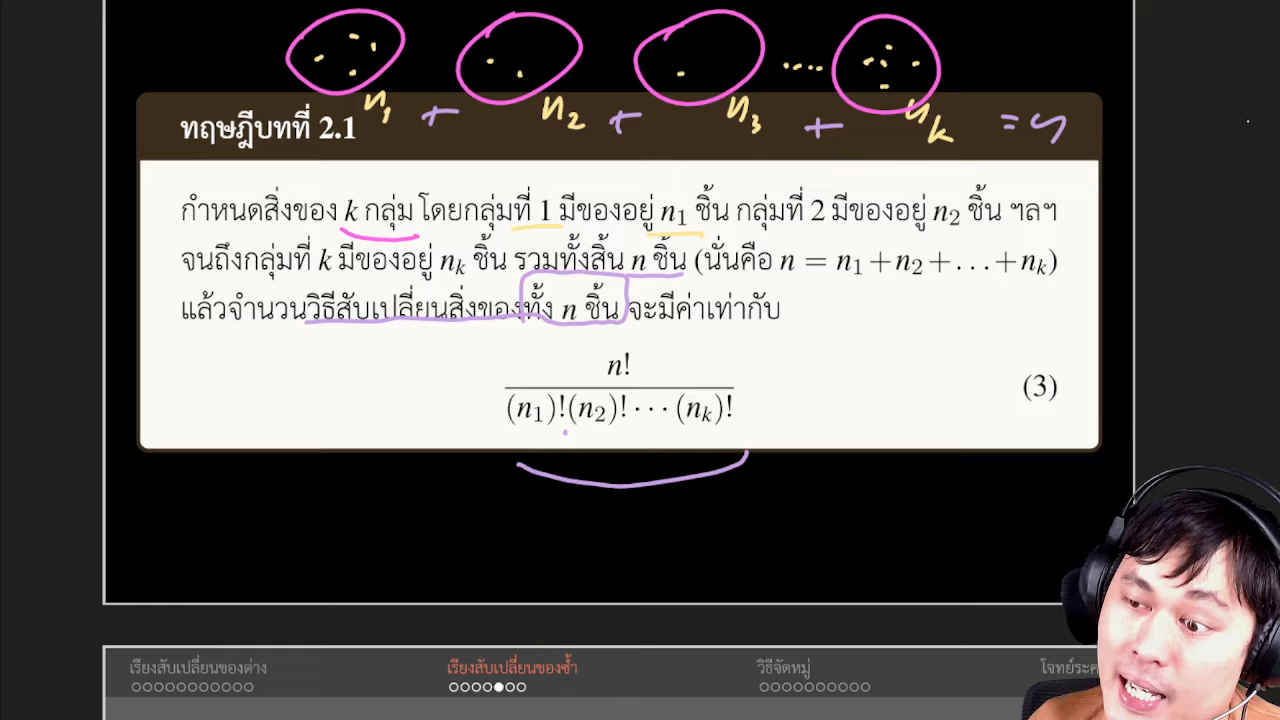 n₁ + n₂ + n₃ ..... + nₖ = n
ทฤษฎีบทที่ 2.1
กำหนดสิ่งของ k กลุ่ม โดยกลุ่มที่ 1 มีของอยู่ n₁ ชิ้น กลุ่มที่ 2 มีของอยู่ n₂ ชิ้น ฯลฯ
จนถึงกลุ่มที่ k มีของอยู่ nₖ ชิ้น รวมทั้งสิ้น n ชิ้น (นั่นคือ n = n₁+n₂+...+nₖ)
แล้วจำนวนวิธีสับเปลี่ยนสิ่งของทั้ง n ชิ้น จะมีค่าเท่ากับ
n!
(n₁)!(n₂)!⋯(nₖ)!
(3)
เรียงสับเปลี่ยนของต่าง เรียงสับเปลี่ยนของซ้ำ วิธีจัดหมู่ โจทย์ระค